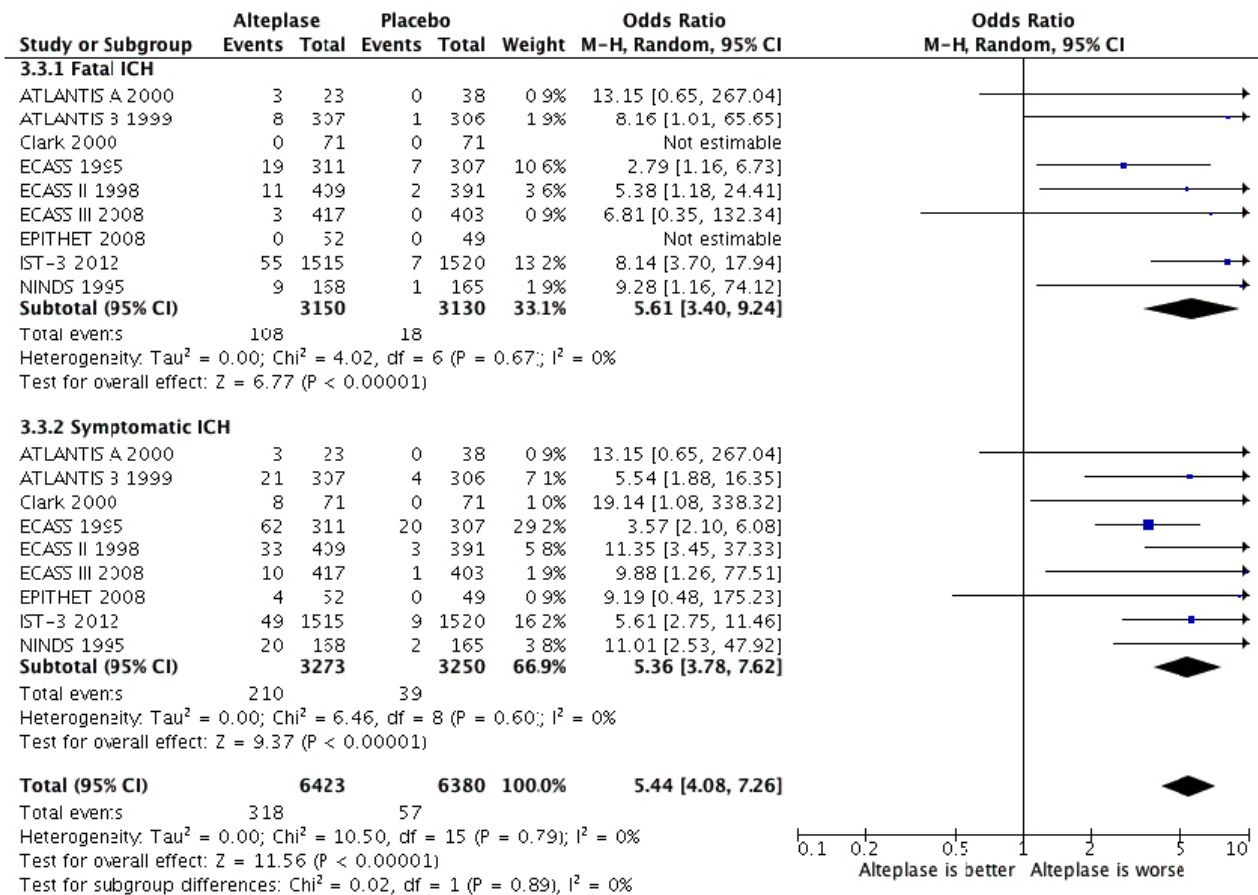 Alteplase Placebo Odds Ratio Odds Ratio
Study or Subgroup Events Total Events Total Weight M-H, Random, 95% CI M-H, Random, 95% CI
3.3.1 Fatal ICH
ATLANTIS A 2000 3 23 0 38 0.9% 13.15 [0.65, 267.04]
ATLANTIS B 1999 8 307 1 306 1.9% 8.16 [1.01, 65.65]
Clark 2000 0 71 0 71 Not estimable
ECASS 1995 19 311 7 307 10.6% 2.79 [1.16, 6.73]
ECASS II 1998 11 409 2 391 3.6% 5.38 [1.18, 24.41]
ECASS III 2008 3 417 0 403 0.9% 6.81 [0.35, 132.34]
EPITHET 2008 0 52 0 49 Not estimable
IST-3 2012 55 1515 7 1520 13.2% 8.14 [3.70, 17.94]
NINDS 1995 9 168 1 165 1.9% 9.28 [1.16, 74.12]
Subtotal (95% CI) 3150 3130 33.1% 5.61 [3.40, 9.24]
Total events 108 18
Heterogeneity: Tau² = 0.00; Chi² = 4.02, df = 6 (P = 0.67); I² = 0%
Test for overall effect: Z = 6.77 (P < 0.00001)
3.3.2 Symptomatic ICH
ATLANTIS A 2000 3 23 0 38 0.9% 13.15 [0.65, 267.04]
ATLANTIS B 1999 21 307 4 306 7.1% 5.54 [1.88, 16.35]
Clark 2000 8 71 0 71 1.0% 19.14 [1.08, 338.32]
ECASS 1995 62 311 20 307 29.2% 3.57 [2.10, 6.08]
ECASS II 1998 33 409 3 391 5.8% 11.35 [3.45, 37.33]
ECASS III 2008 10 417 1 403 1.9% 9.88 [1.26, 77.51]
EPITHET 2008 4 52 0 49 0.9% 9.19 [0.48, 175.23]
IST-3 2012 49 1515 9 1520 16.2% 5.61 [2.75, 11.46]
NINDS 1995 20 168 2 165 3.8% 11.01 [2.53, 47.92]
Subtotal (95% CI) 3273 3250 66.9% 5.36 [3.78, 7.62]
Total events 210 39
Heterogeneity: Tau² = 0.00; Chi² = 6.46, df = 8 (P = 0.60); I² = 0%
Test for overall effect: Z = 9.37 (P < 0.00001)
Total (95% CI) 6423 6380 100.0% 5.44 [4.08, 7.26]
Total events 318 57
Heterogeneity: Tau² = 0.00; Chi² = 10.50, df = 15 (P = 0.79); I² = 0%
Test for overall effect: Z = 11.56 (P < 0.00001)
Test for subgroup differences: Chi² = 0.02, df = 1 (P = 0.89), I² = 0%
0.1 0.2 0.5 1 2 5 10
Alteplase is better Alteplase is worse